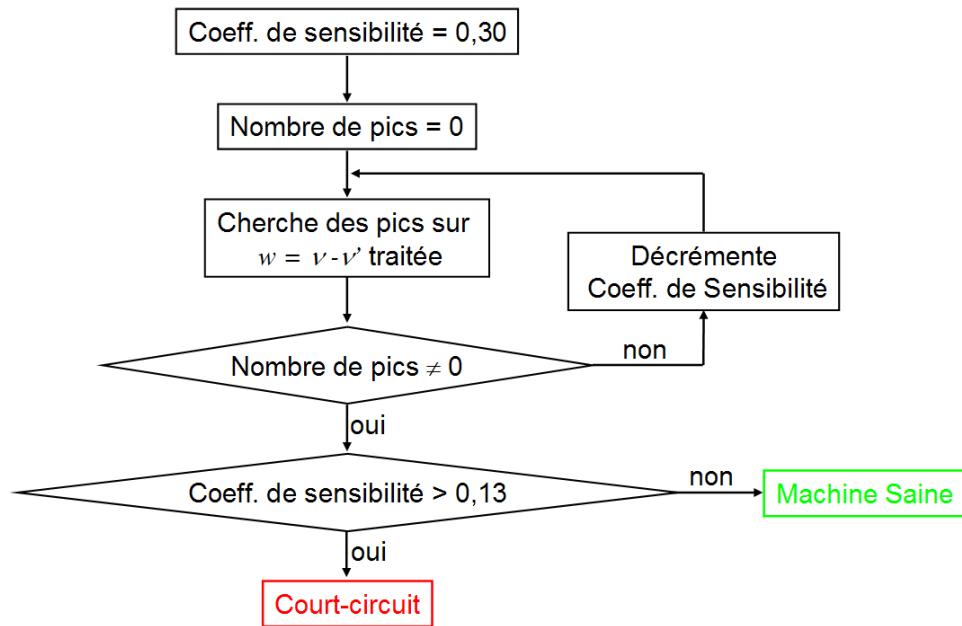 Coeff. de sensibilité = 0,30
Nombre de pics = 0
Cherche des pics sur
w = ν - ν' traitée
Décrémente
Coeff. de Sensibilité
Nombre de pics ≠ 0
non
oui
Coeff. de sensibilité > 0,13
non
Machine Saine
oui
Court-circuit